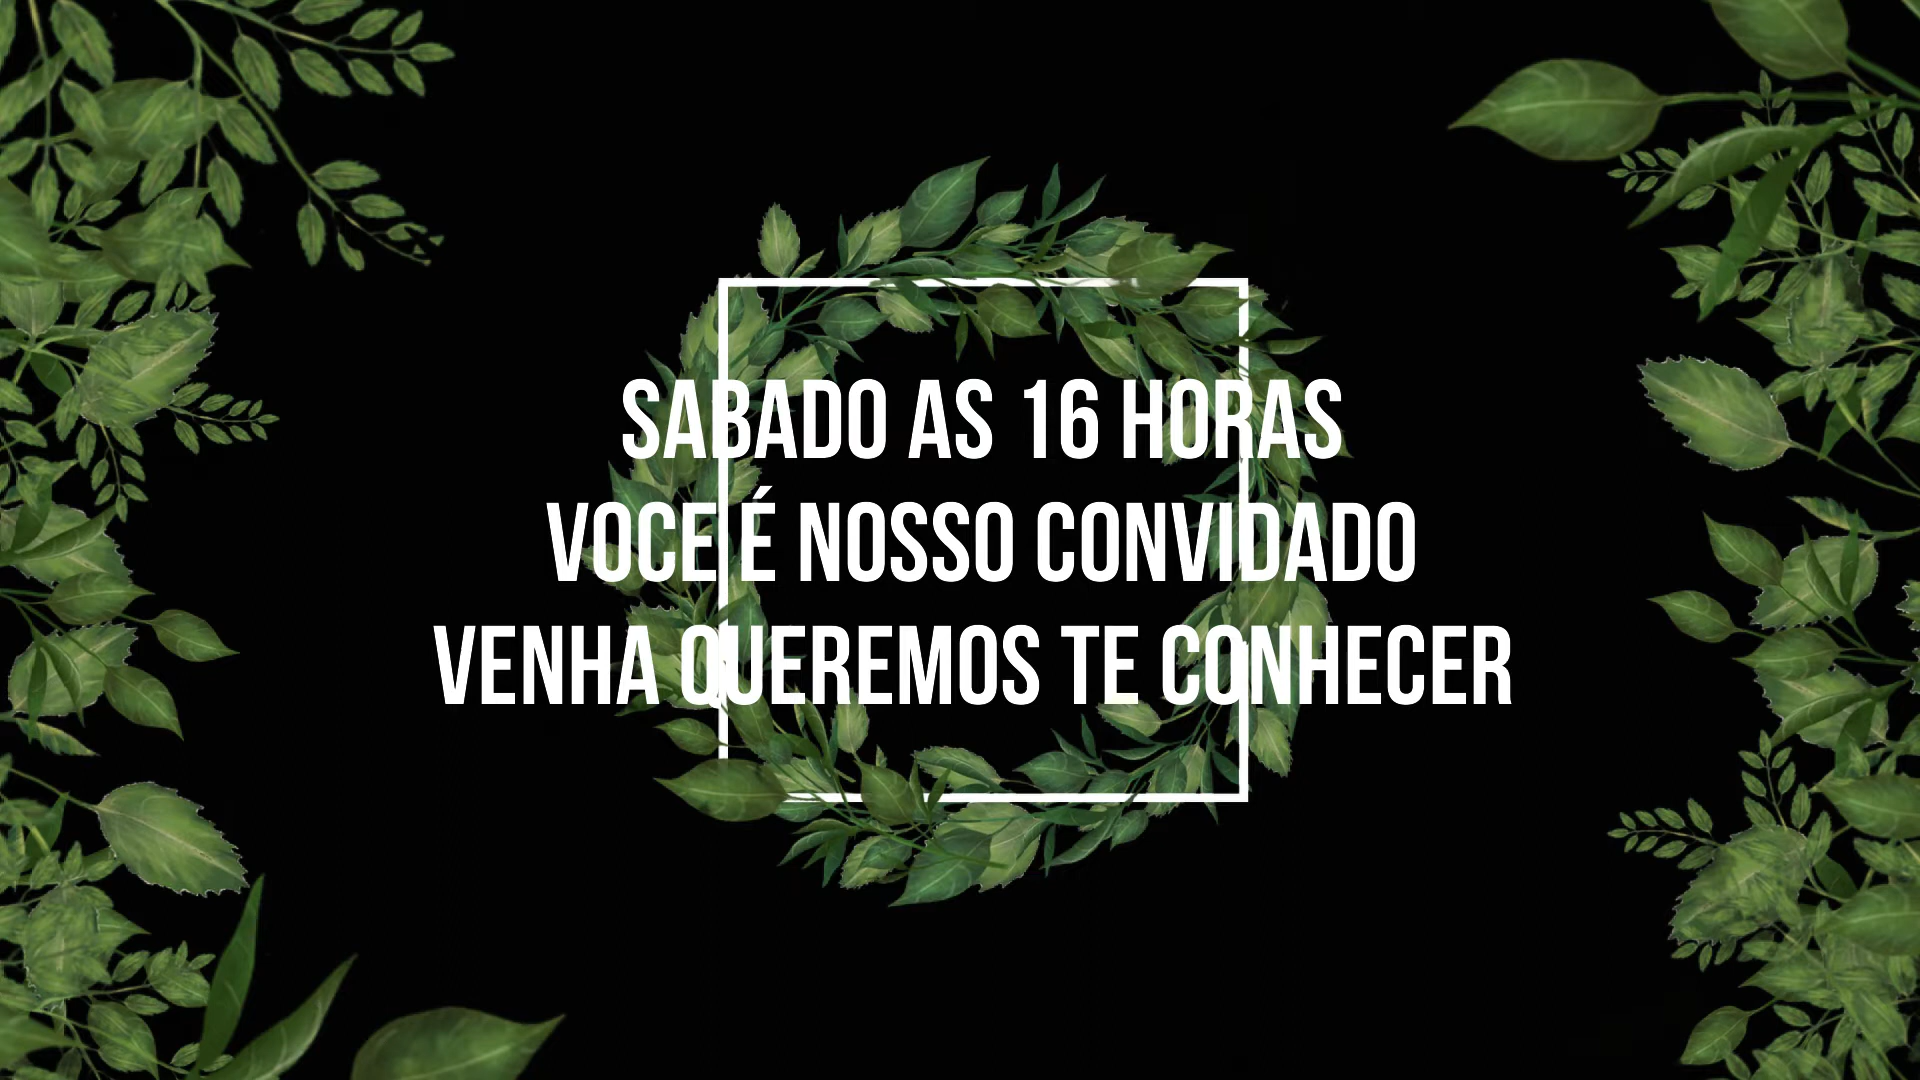 SABADO AS 16 HORAS
VOCE É NOSSO CONVIDADO
VENHA QUEREMOS TE CONHECER